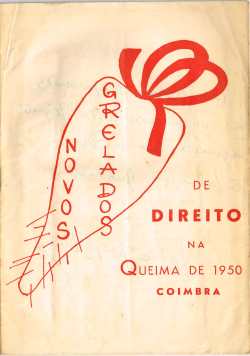 NOVOS
GRELADOS
DE
DIREITO
NA
QUEIMA DE 1950
COIMBRA